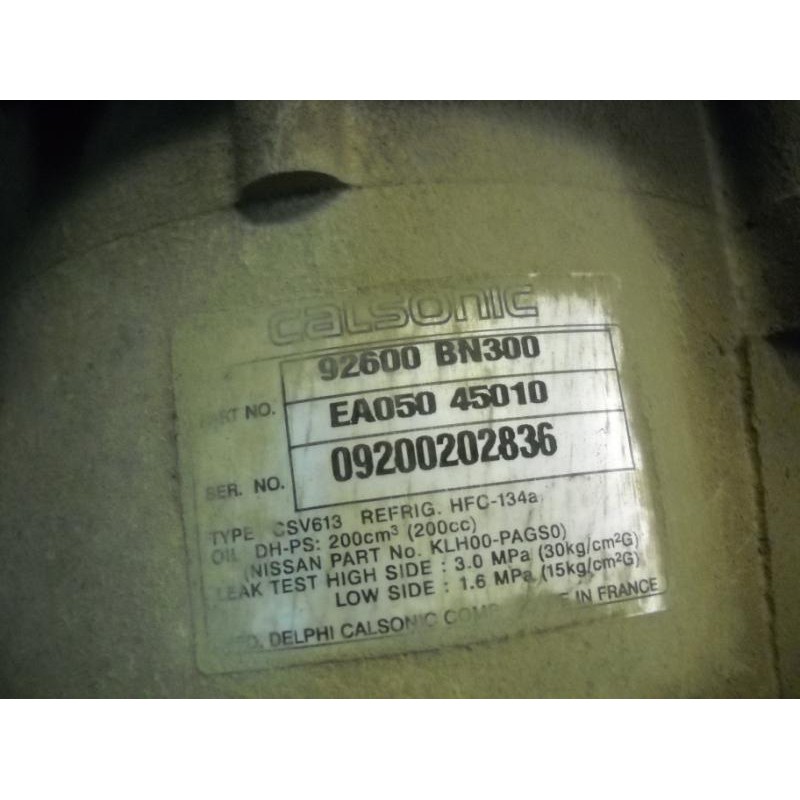 CALSONIC
PART NO. 92600 BN300
EA050 45010
SER. NO. 09200202836
TYPE CSV613 REFRIG. HFC-134a
OIL DH-PS: 200cm³ (200cc)
(NISSAN PART No. KLH00-PAGS0)
LEAK TEST HIGH SIDE : 3.0 MPa (30kg/cm²G)
LOW SIDE : 1.6 MPa (15kg/cm²G)
DELPHI CALSONIC IN FRANCE